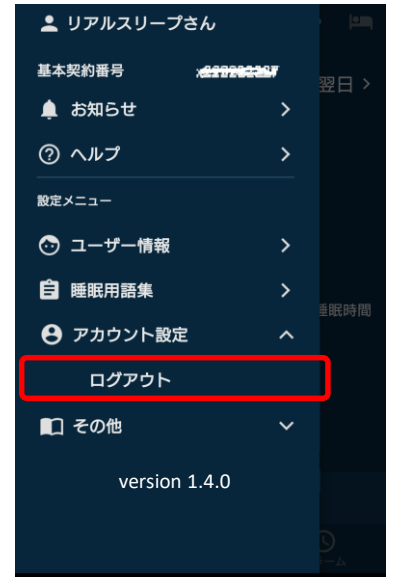 リアルスリープさん
基本契約番号
翌日
お知らせ
ヘルプ
設定メニュー
ユーザー情報
睡眠用語集
睡眠時間
アカウント設定
ログアウト
その他
version 1.4.0
ーム